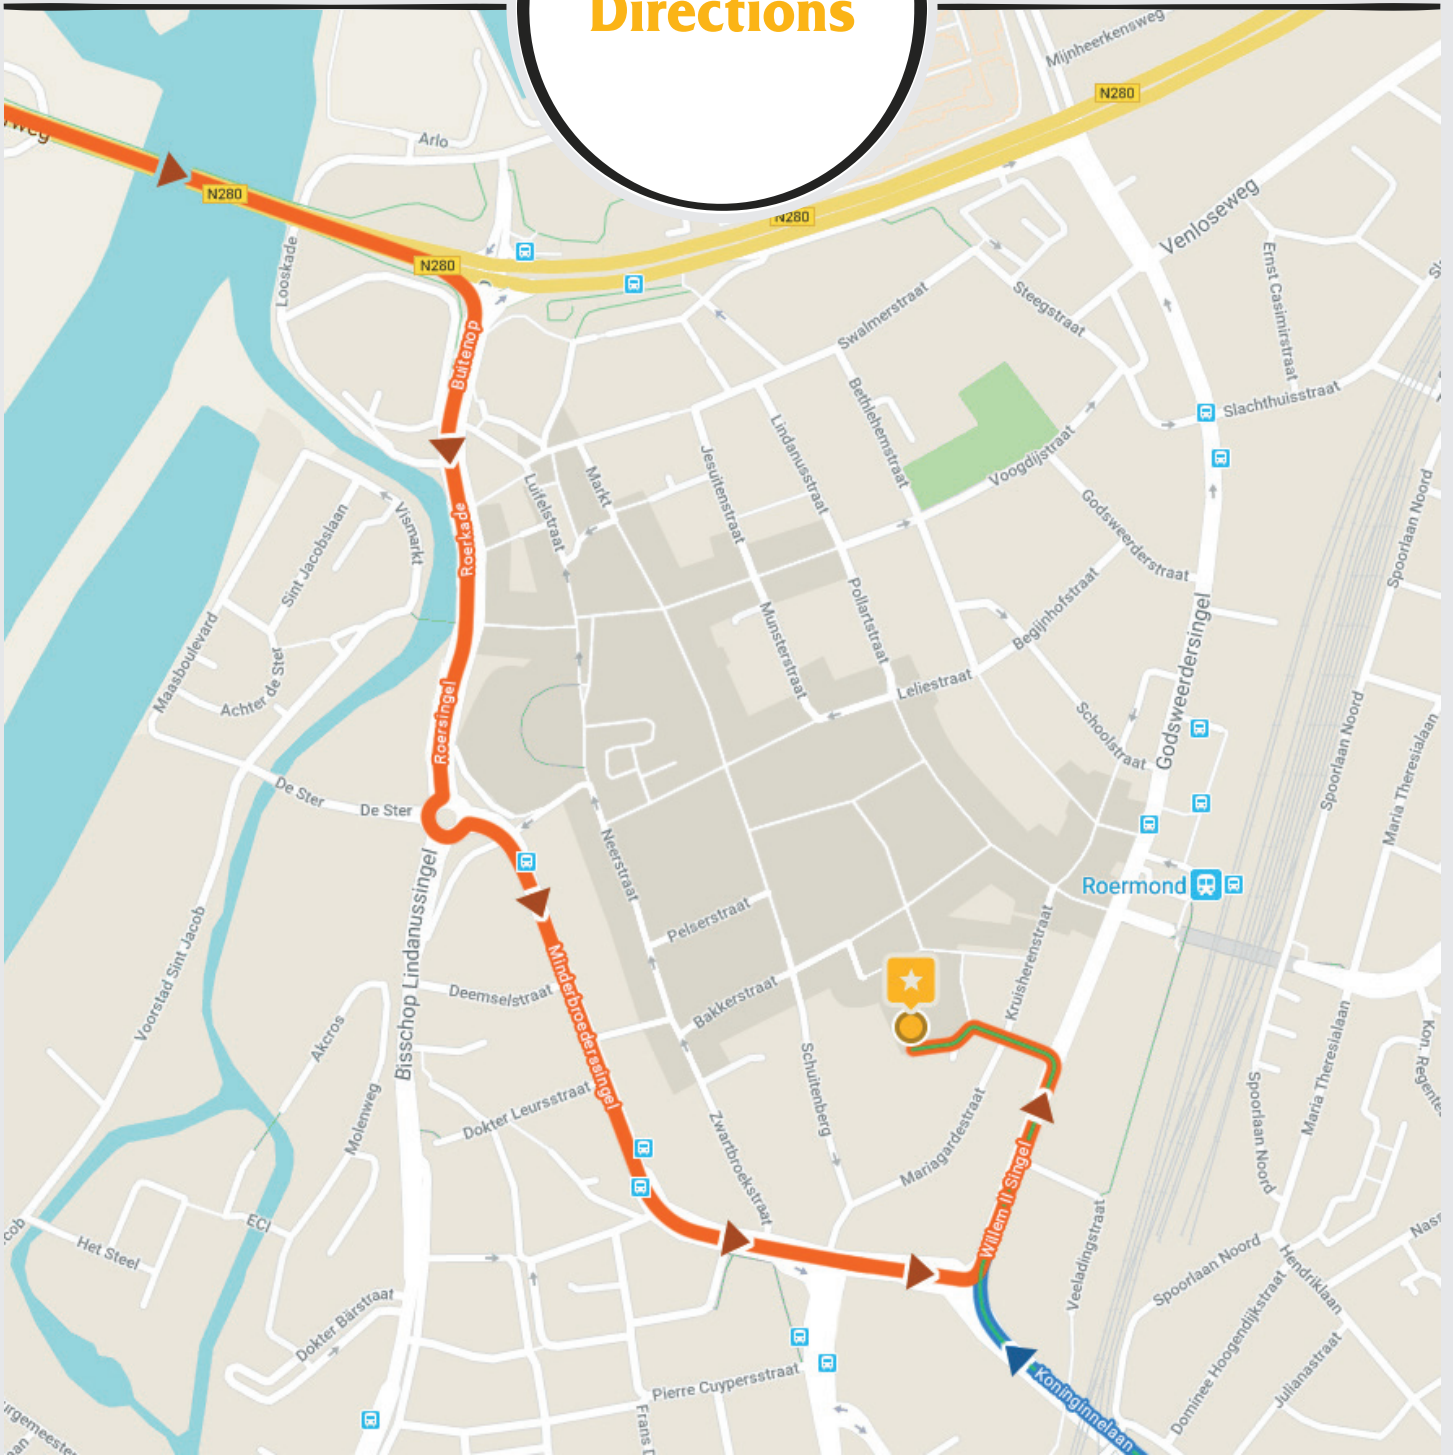 Directions
Mijnheerkensweg
N280
Arlo
N280
N280
N280
Venloseweg
Looskade
Ernst Casimirstraat
Steegstraat
Swalmerstraat
Buitenop
Slachthuisstraat
Bethlehemstraat
Lindanusstraat
Jesuitenstraat
Voogdijstraat
Markt
Luifelstraat
Godsweerderstraat
Spoorlaan Noord
Vismarkt
Sint Jacobslaan
Roerkade
Begijnhofstraat
Pollartstraat
Munsterstraat
Maasboulevard
Achter de Ster
Leliestraat
Godsweerdersingel
Roersingel
Schoolstraat
Spoorlaan Noord
Maria Theresialaan
De Ster
De Ster
Neerstraat
Roermond
Bisschop Lindanussingel
Pelserstraat
Kruisherenstraat
Voorstad Sint Jacob
Deemselstraat
Bakkerstraat
Minderbroederssingel
Akcros
Schuitenberg
Maria Theresialaan
Molenweg
Dokter Leursstraat
Zwartbroekstraat
Mariagardestraat
Spoorlaan Noord
Willem II Singel
ECI
Het Steel
Veeladingstraat
Spoorlaan Noord
Hendriklaan
Dokter Bärstraat
Dominee Hoogendijkstraat
Julianastraat
Pierre Cuypersstraat
Koninginnelaan